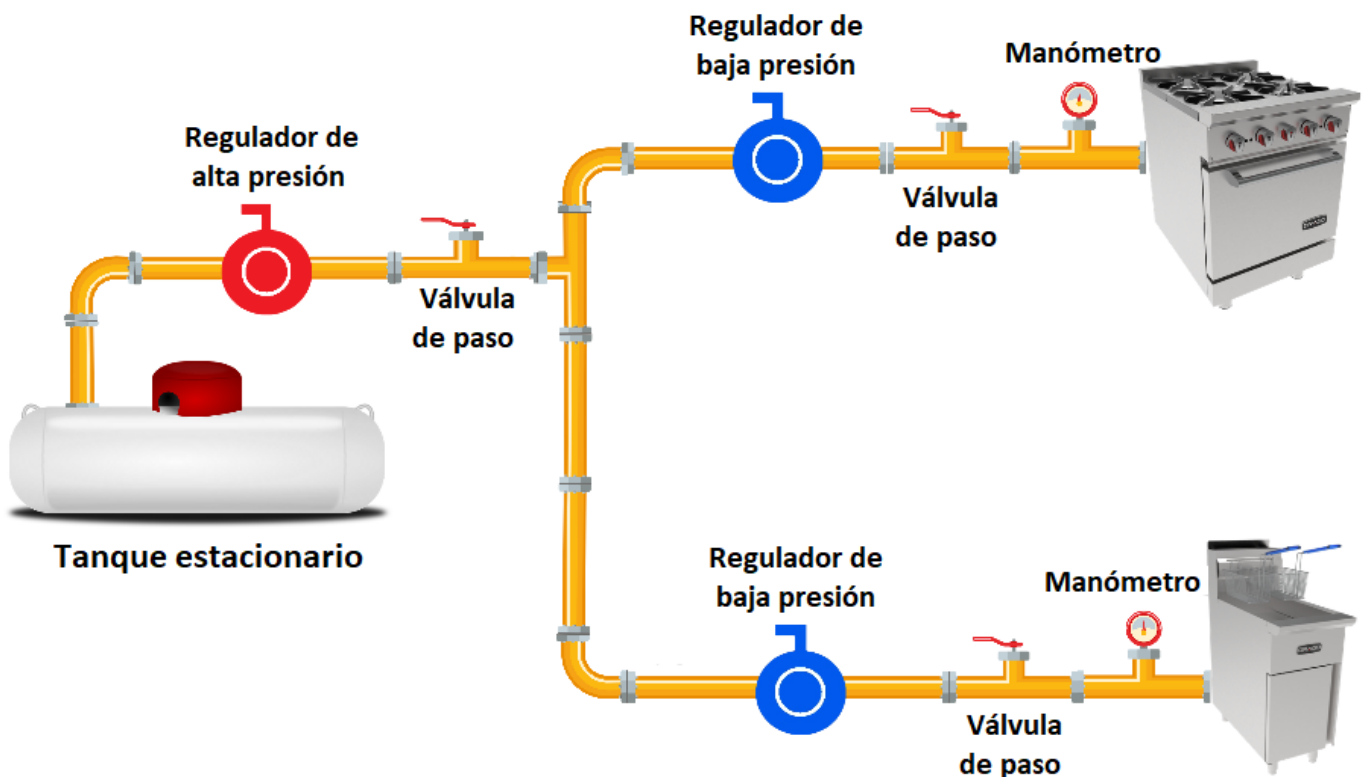 Regulador de
baja presión
Manómetro
Regulador de
alta presión
Válvula
de paso
Válvula
de paso
Tanque estacionario
Regulador de
baja presión
Manómetro
Válvula
de paso